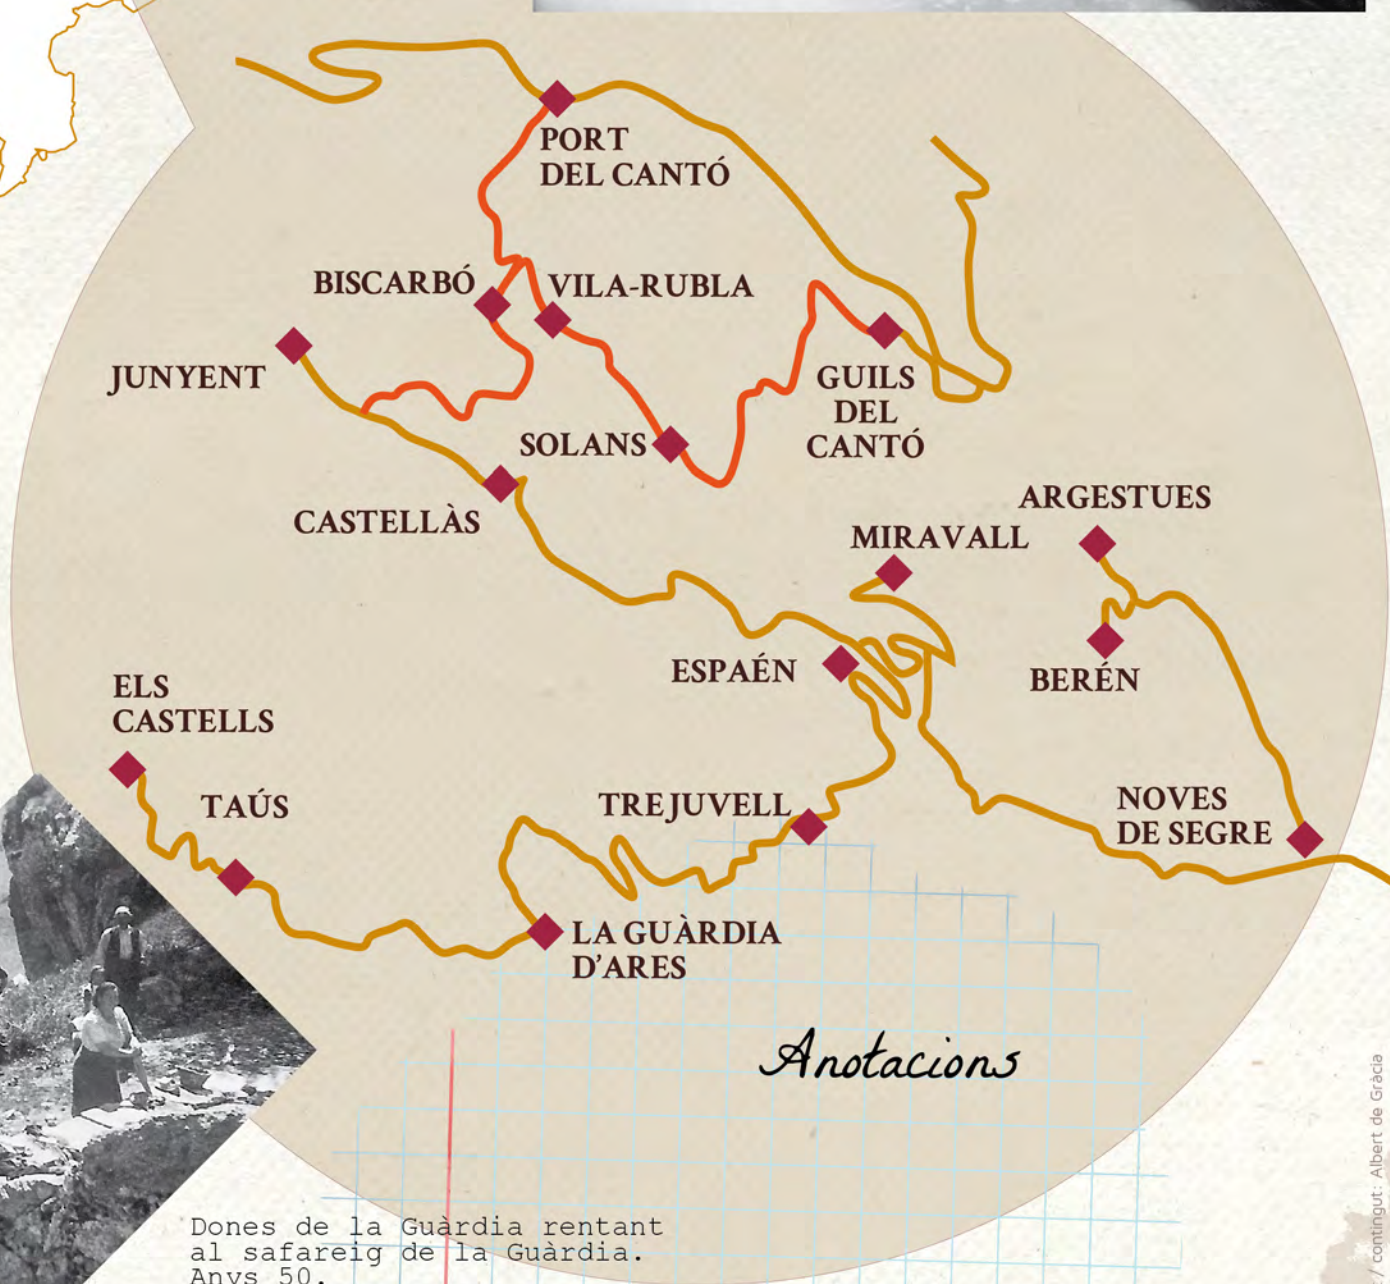 PORT
DEL CANTÓ
BISCARBÓ
VILA-RUBLA
JUNYENT
GUILS
DEL
CANTÓ
SOLANS
CASTELLÀS
ARGESTUES
MIRAVALL
ESPAÉN
BERÉN
ELS
CASTELLS
TAÚS
TREJUVELL
NOVES
DE SEGRE
LA GUÀRDIA
D'ARES
Anotacions
Dones de la Guàrdia rentant
al safareig de la Guàrdia.
Anys 50.
/ contingut: Albert de Gràcia